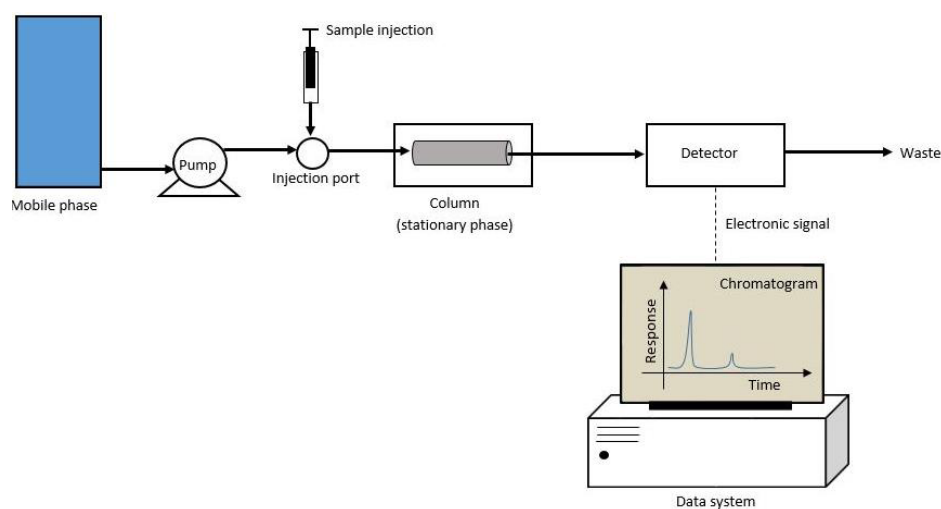 Sample injection
Pump
Injection port
Mobile phase
Column
(stationary phase)
Detector
Waste
Electronic signal
Chromatogram
Response
Time
Data system